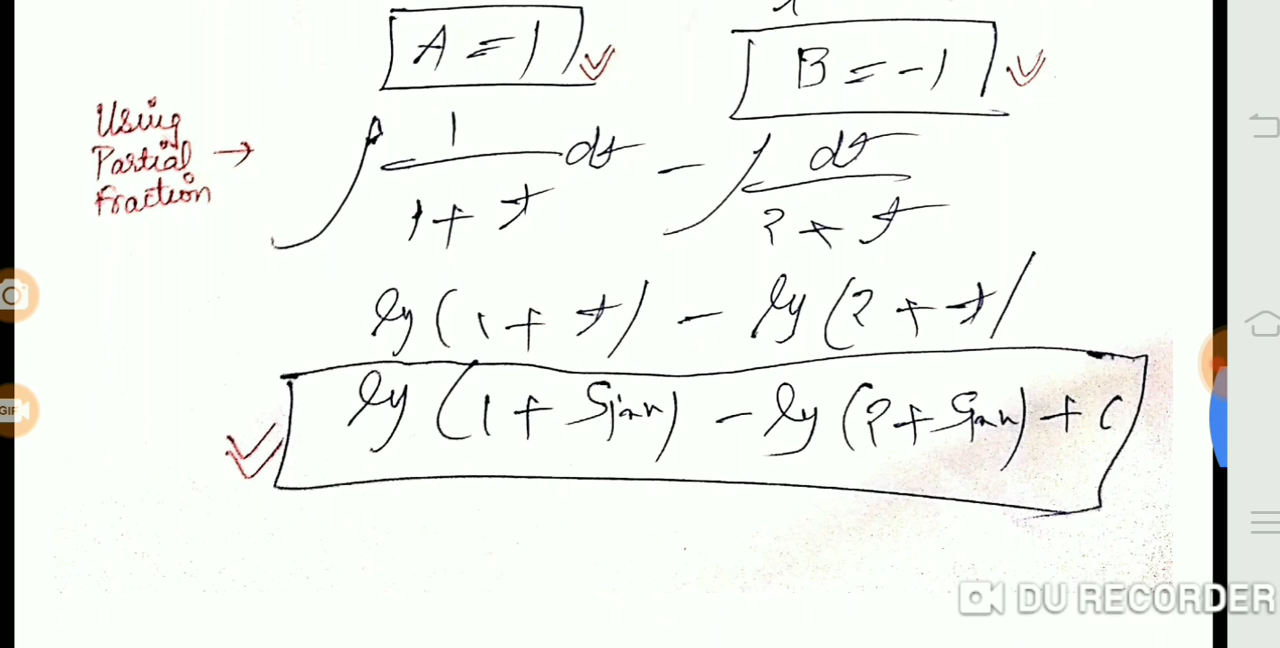 A = 1 B = -1
Using
Partial →
Fraction
∫ 1/(1+t) dt - ∫ dt/(2+t)
log(1+t) - log(2+t)
log(1+Sinx) - log(2+Sinx)+C
GIF
DU RECORDER